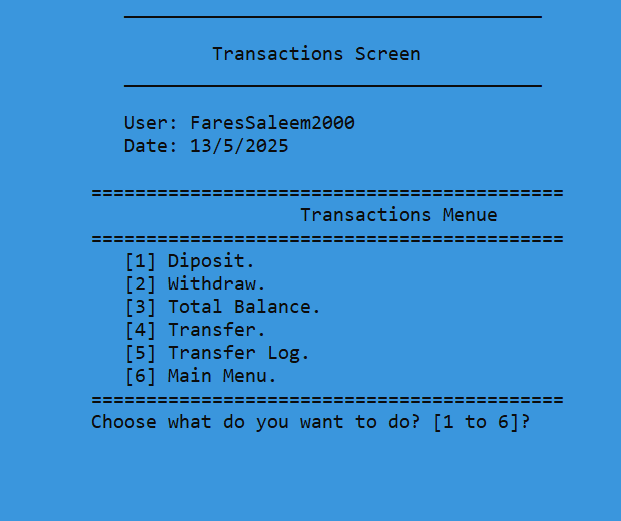 Transactions Screen
User: FaresSaleem2000
Date: 13/5/2025
===========================================
Transactions Menue
===========================================
[1] Diposit.
[2] Withdraw.
[3] Total Balance.
[4] Transfer.
[5] Transfer Log.
[6] Main Menu.
===========================================
Choose what do you want to do? [1 to 6]?